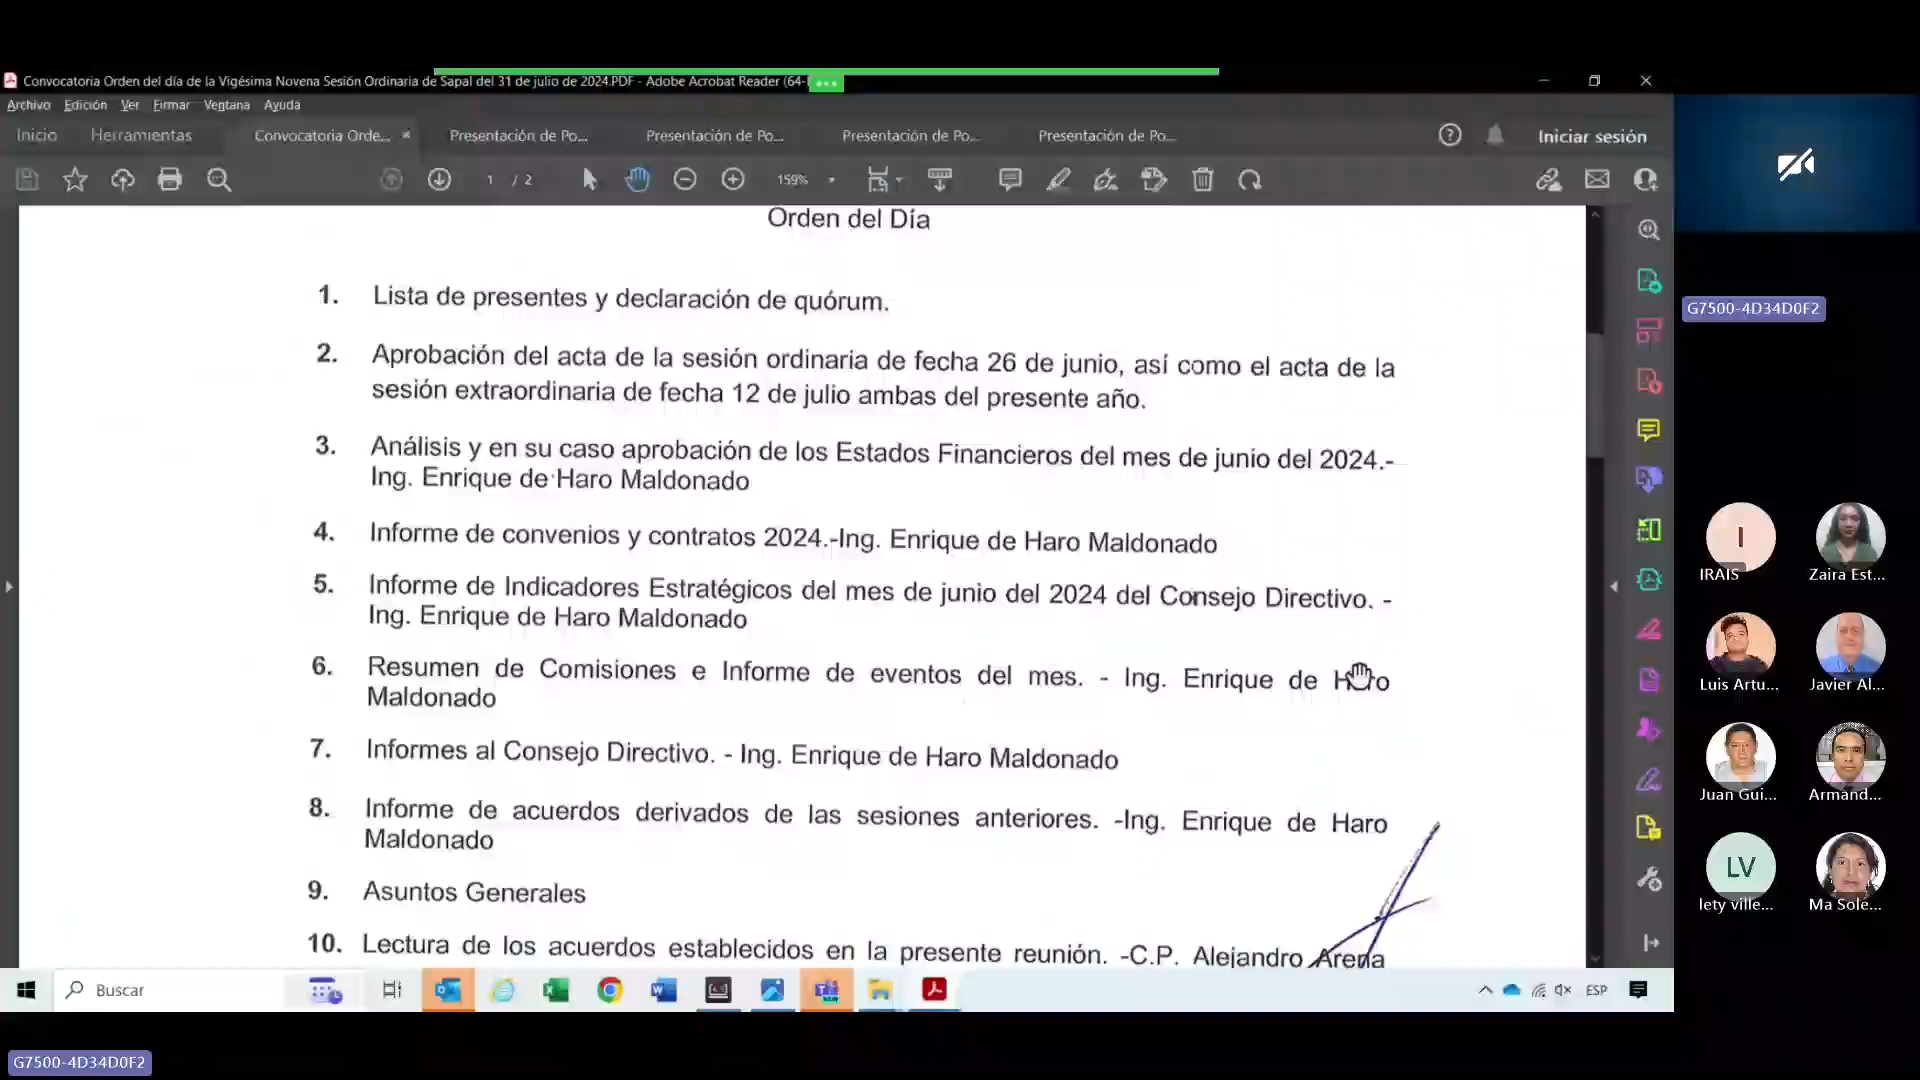 Convocatoria Orden del día de la Vigésima Novena Sesión Ordinaria de Sapal del 31 de julio de 2024.PDF - Adobe Acrobat Reader (64-
Archivo Edición Ver Firmar Ventana Ayuda
Inicio Herramientas Convocatoria Orde... Presentación de Po... Presentación de Po... Presentación de Po... Presentación de Po... Iniciar sesión
1 / 2 159%
Orden del Día
1. Lista de presentes y declaración de quórum.
2. Aprobación del acta de la sesión ordinaria de fecha 26 de junio, así como el acta de la
sesión extraordinaria de fecha 12 de julio ambas del presente año.
3. Análisis y en su caso aprobación de los Estados Financieros del mes de junio del 2024.-
Ing. Enrique de Haro Maldonado
4. Informe de convenios y contratos 2024.-Ing. Enrique de Haro Maldonado
5. Informe de Indicadores Estratégicos del mes de junio del 2024 del Consejo Directivo. -
Ing. Enrique de Haro Maldonado
6. Resumen de Comisiones e Informe de eventos del mes. - Ing. Enrique de Haro
Maldonado
7. Informes al Consejo Directivo. - Ing. Enrique de Haro Maldonado
8. Informe de acuerdos derivados de las sesiones anteriores. -Ing. Enrique de Haro
Maldonado
9. Asuntos Generales
10. Lectura de los acuerdos establecidos en la presente reunión. -C.P. Alejandro Arena
Buscar
ESP
G7500-4D34D0F2
I
IRAIS Zaira Est...
Luis Artu... Javier Al...
Juan Gui... Armand...
LV
lety ville... Ma Sole...
G7500-4D34D0F2